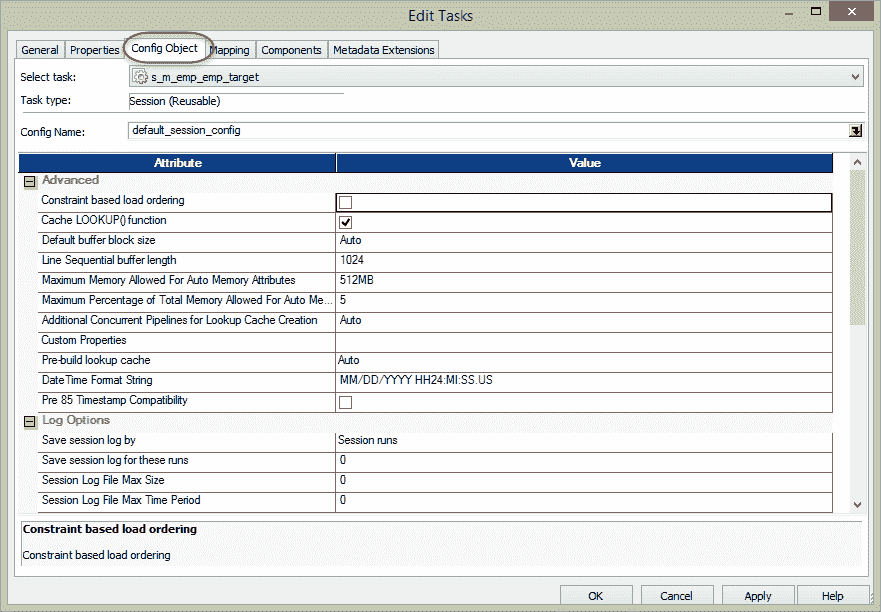 Edit Tasks
General Properties Config Object Mapping Components Metadata Extensions
Select task: s_m_emp_emp_target
Task type: Session (Reusable)
Config Name: default_session_config
Attribute Value
Advanced
Constraint based load ordering
Cache LOOKUP() function
Default buffer block size Auto
Line Sequential buffer length 1024
Maximum Memory Allowed For Auto Memory Attributes 512MB
Maximum Percentage of Total Memory Allowed For Auto Me... 5
Additional Concurrent Pipelines for Lookup Cache Creation Auto
Custom Properties
Pre-build lookup cache Auto
DateTime Format String MM/DD/YYYY HH24:MI:SS.US
Pre 85 Timestamp Compatibility
Log Options
Save session log by Session runs
Save session log for these runs 0
Session Log File Max Size 0
Session Log File Max Time Period 0
Constraint based load ordering
Constraint based load ordering
OK Cancel Apply Help